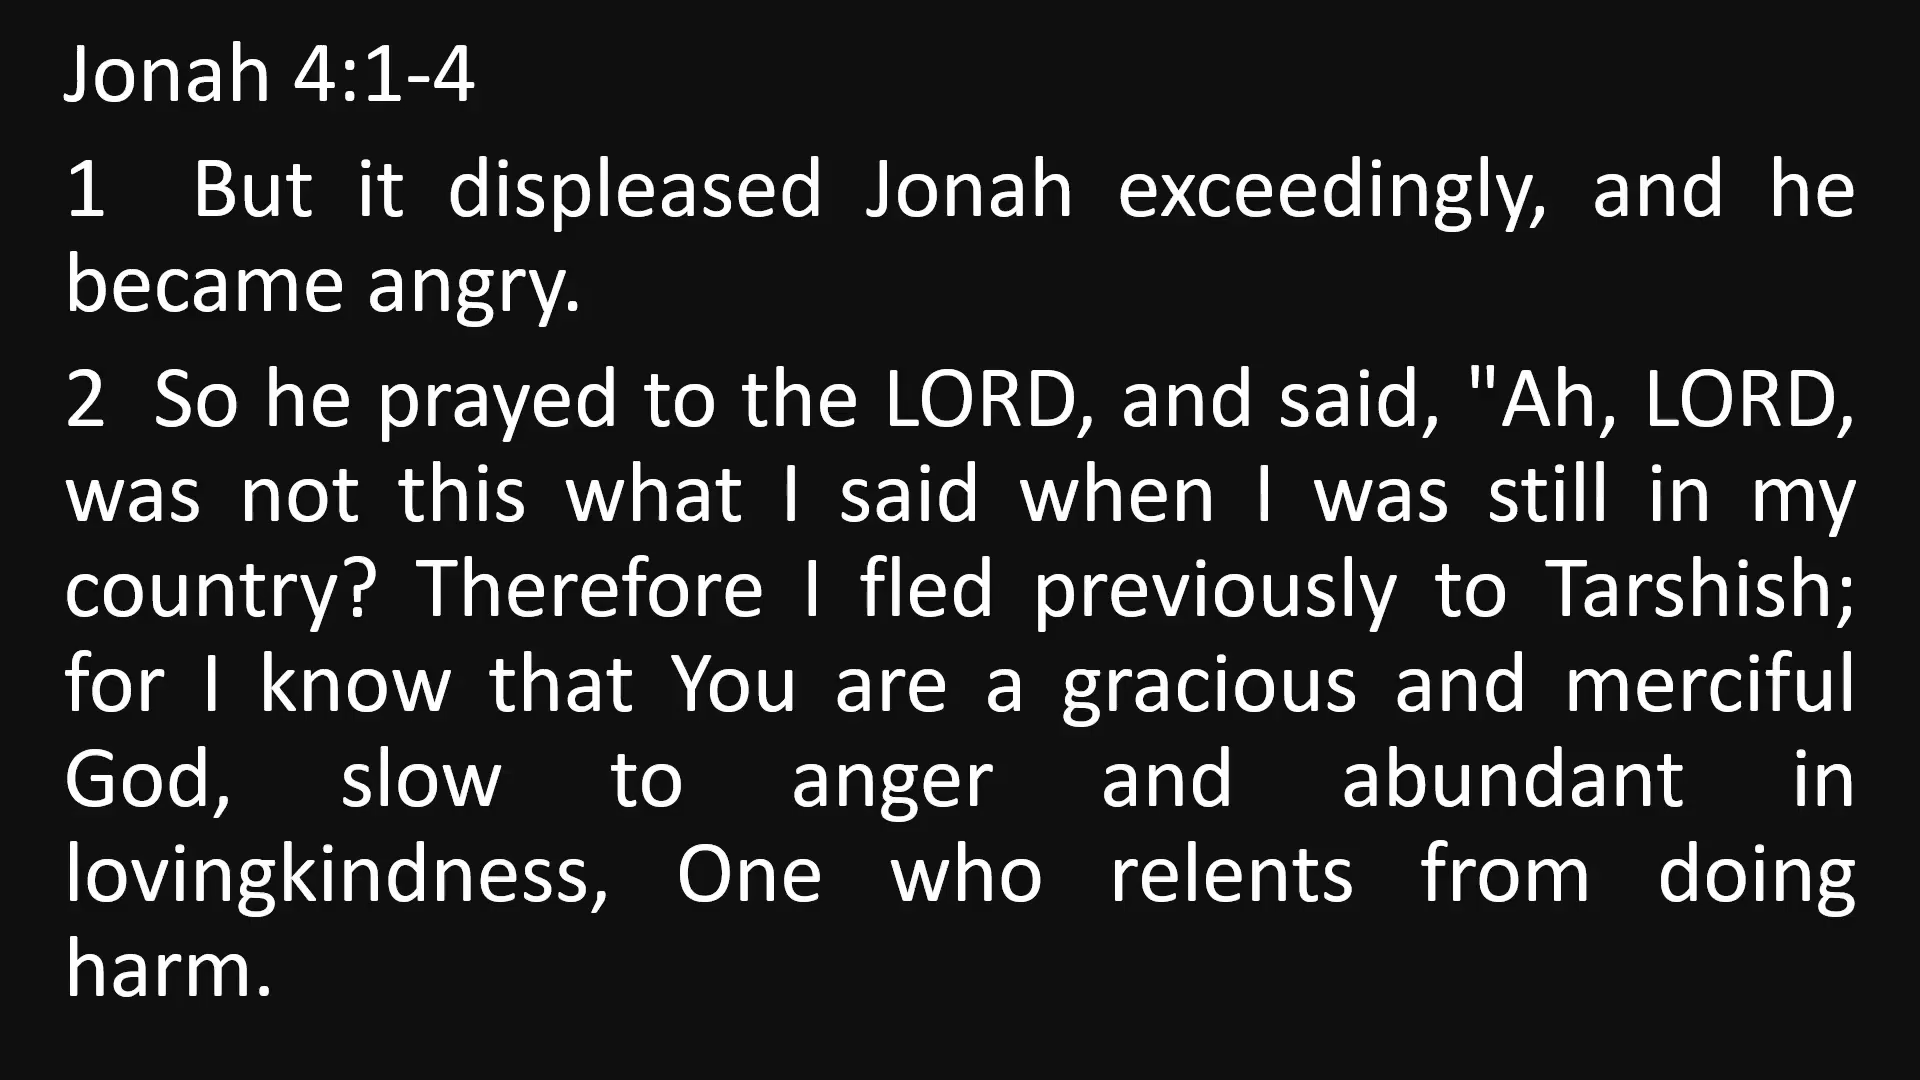 Jonah 4:1-4
1 But it displeased Jonah exceedingly, and he
became angry.
2 So he prayed to the LORD, and said, "Ah, LORD,
was not this what I said when I was still in my
country? Therefore I fled previously to Tarshish;
for I know that You are a gracious and merciful
God, slow to anger and abundant in
lovingkindness, One who relents from doing
harm.